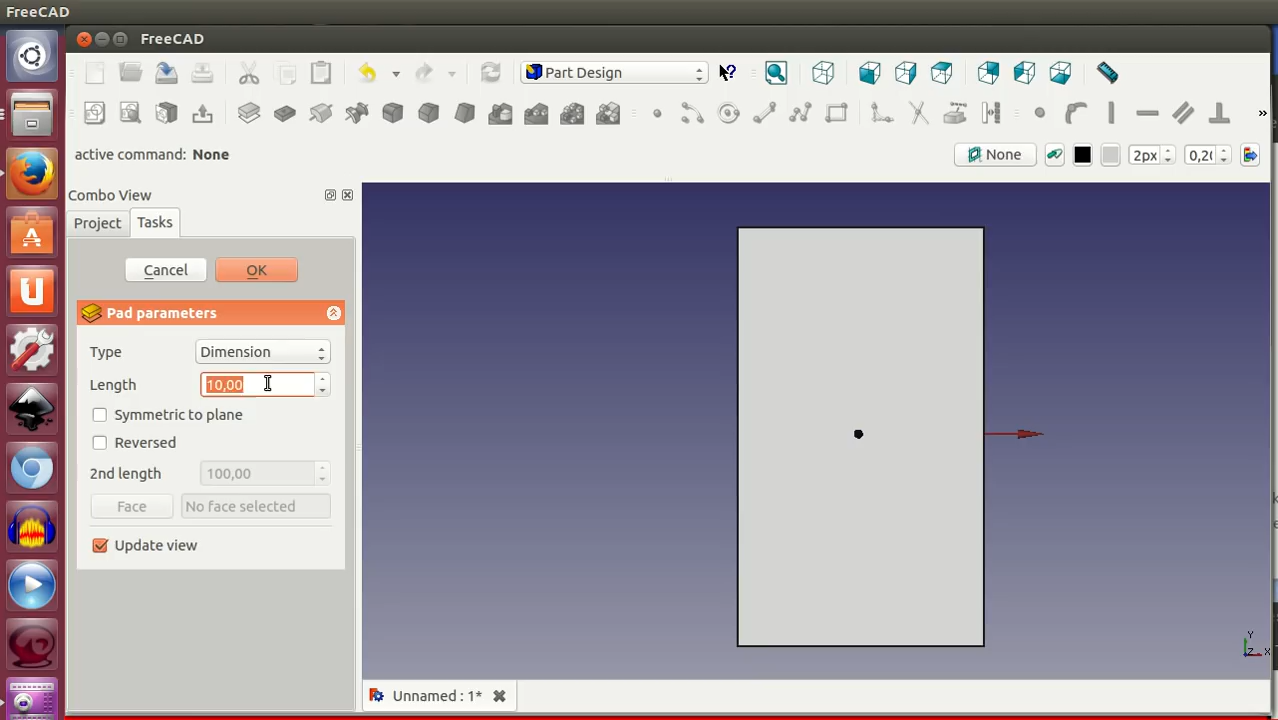 FreeCAD
FreeCAD
Part Design
active command: None
None
2px
0,20
Combo View
Project
Tasks
Cancel
OK
Pad parameters
Type
Dimension
Length
10,00
Symmetric to plane
Reversed
2nd length
100,00
Face
No face selected
Update view
Y
Z
X
Unnamed : 1*